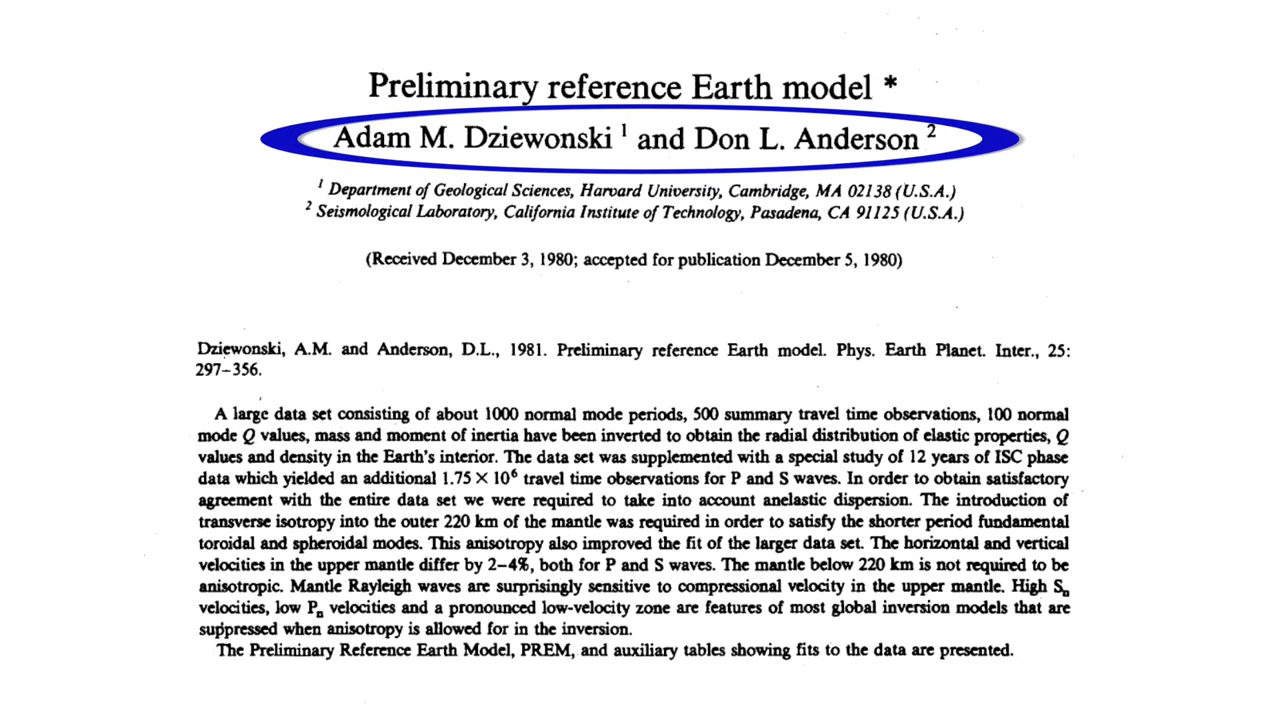 Preliminary reference Earth model *
Adam M. Dziewonski ¹ and Don L. Anderson ²
¹ Department of Geological Sciences, Harvard University, Cambridge, MA 02138 (U.S.A.)
² Seismological Laboratory, California Institute of Technology, Pasadena, CA 91125 (U.S.A.)
(Received December 3, 1980; accepted for publication December 5, 1980)
Dziewonski, A.M. and Anderson, D.L., 1981. Preliminary reference Earth model. Phys. Earth Planet. Inter., 25:
297–356.
A large data set consisting of about 1000 normal mode periods, 500 summary travel time observations, 100 normal
mode Q values, mass and moment of inertia have been inverted to obtain the radial distribution of elastic properties, Q
values and density in the Earth's interior. The data set was supplemented with a special study of 12 years of ISC phase
data which yielded an additional 1.75 × 10⁶ travel time observations for P and S waves. In order to obtain satisfactory
agreement with the entire data set we were required to take into account anelastic dispersion. The introduction of
transverse isotropy into the outer 220 km of the mantle was required in order to satisfy the shorter period fundamental
toroidal and spheroidal modes. This anisotropy also improved the fit of the larger data set. The horizontal and vertical
velocities in the upper mantle differ by 2–4%, both for P and S waves. The mantle below 220 km is not required to be
anisotropic. Mantle Rayleigh waves are surprisingly sensitive to compressional velocity in the upper mantle. High Sₙ
velocities, low Pₙ velocities and a pronounced low-velocity zone are features of most global inversion models that are
suppressed when anisotropy is allowed for in the inversion.
The Preliminary Reference Earth Model, PREM, and auxiliary tables showing fits to the data are presented.